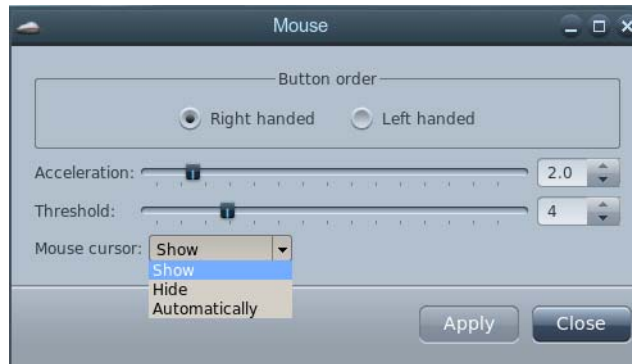 Mouse
Button order
Right handed Left handed
Acceleration: 2.0
Threshold: 4
Mouse cursor: Show
Show
Hide
Automatically
Apply Close